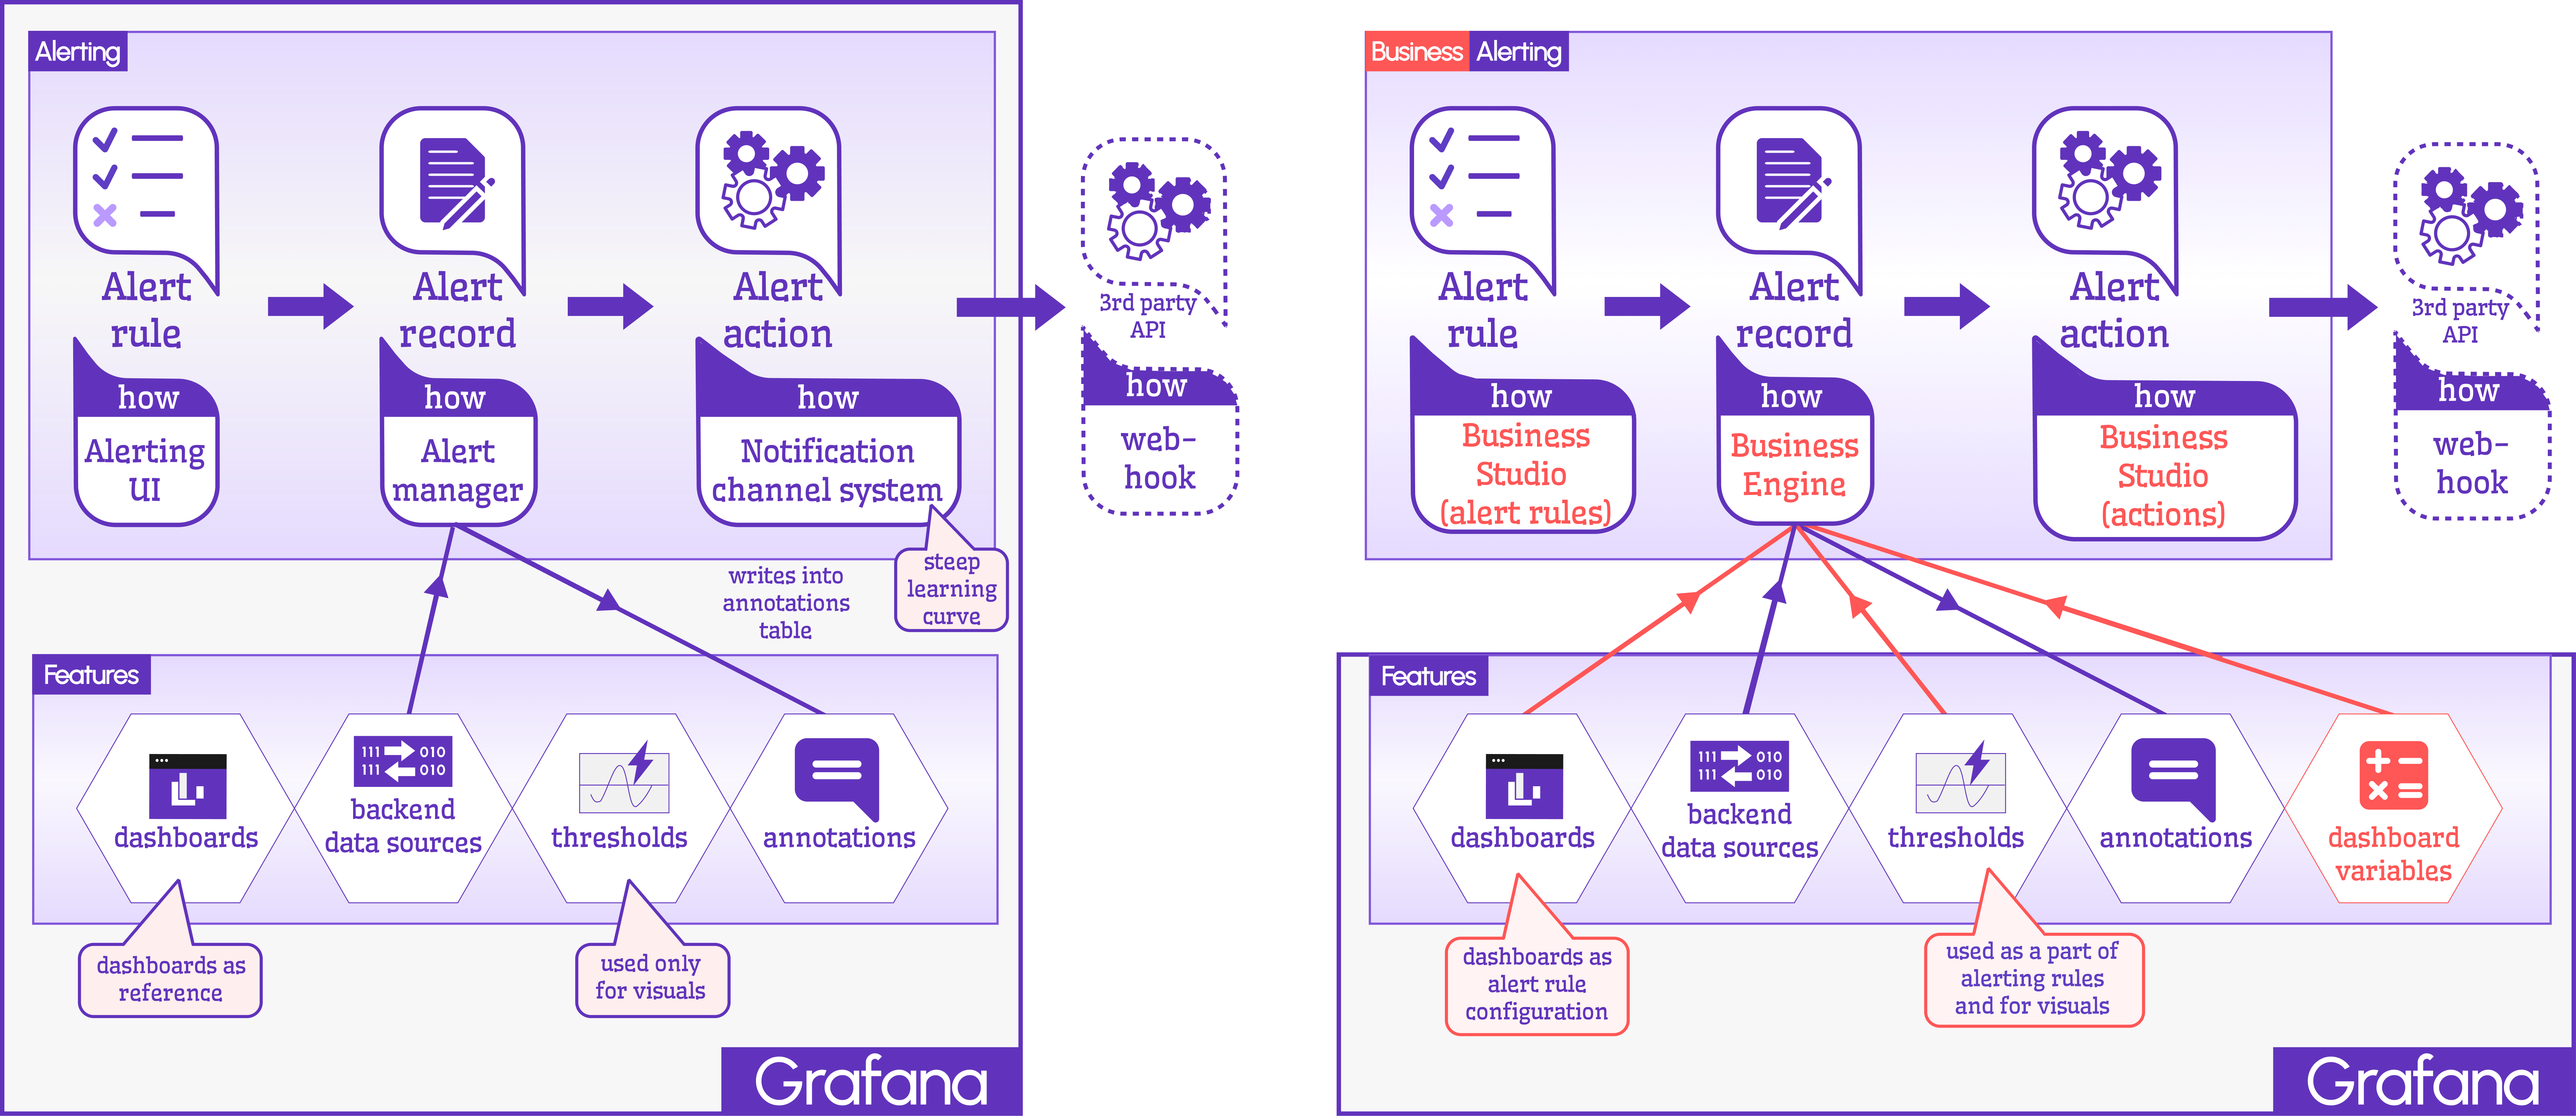 Alerting
Alert
rule
Alert
record
Alert
action
3rd party
API
how
Alerting
UI
how
Alert
manager
how
Notification
channel system
how
web-
hook
steep
learning
curve
writes into
annotations
table
Features
dashboards
111 010
111 010
backend
data sources
thresholds
annotations
dashboards as
reference
used only
for visuals
Grafana
Business Alerting
Alert
rule
Alert
record
Alert
action
3rd party
API
how
Business
Studio
(alert rules)
how
Business
Engine
how
Business
Studio
(actions)
how
web-
hook
Features
dashboards
111 010
111 010
backend
data sources
thresholds
annotations
dashboard
variables
dashboards as
alert rule
configuration
used as a part of
alerting rules
and for visuals
Grafana